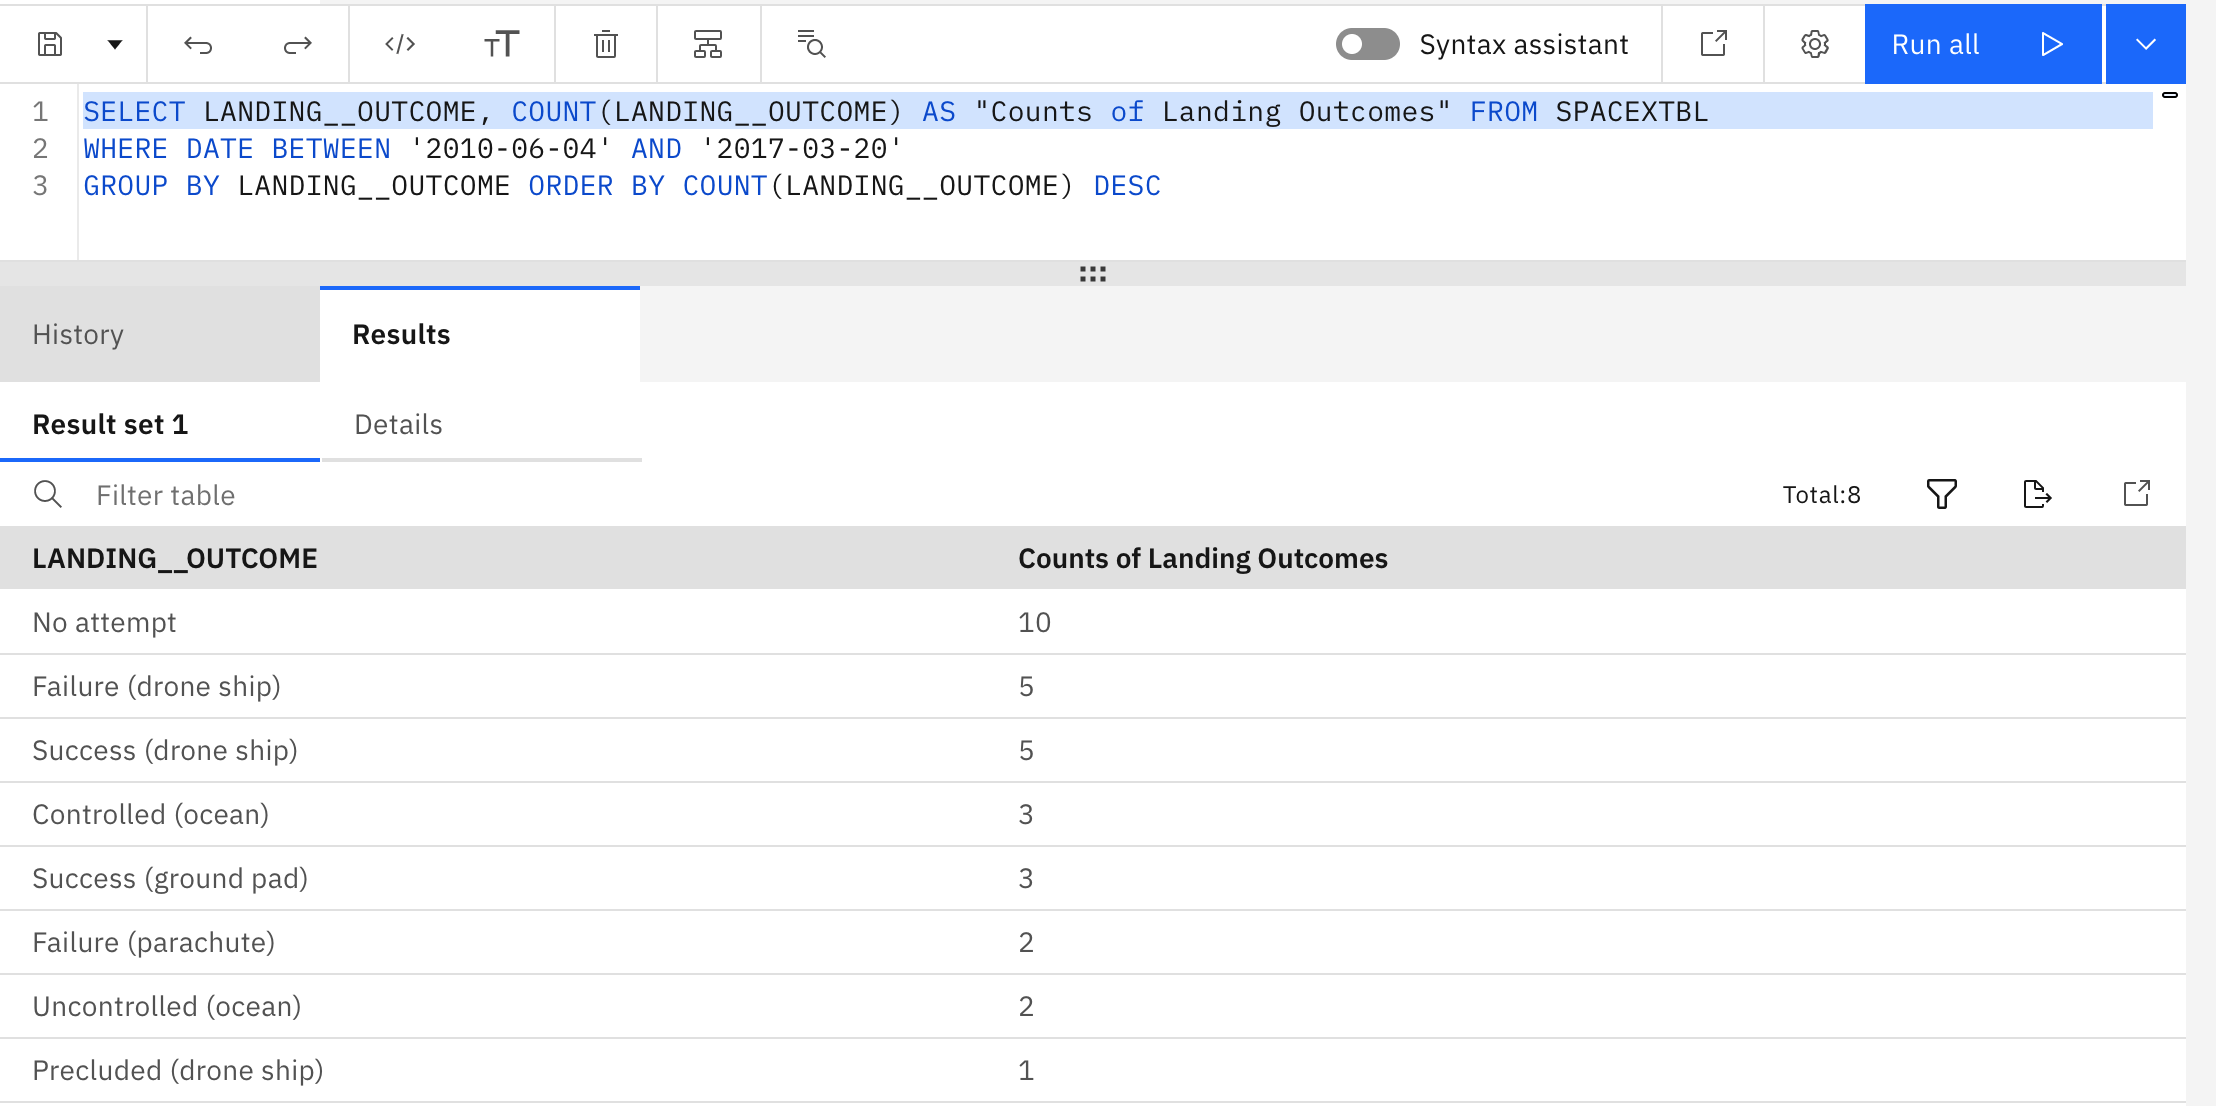 Syntax assistant
Run all
1 SELECT LANDING__OUTCOME, COUNT(LANDING__OUTCOME) AS "Counts of Landing Outcomes" FROM SPACEXTBL
2 WHERE DATE BETWEEN '2010-06-04' AND '2017-03-20'
3 GROUP BY LANDING__OUTCOME ORDER BY COUNT(LANDING__OUTCOME) DESC
History Results
Result set 1 Details
Filter table Total:8
LANDING__OUTCOME Counts of Landing Outcomes
No attempt 10
Failure (drone ship) 5
Success (drone ship) 5
Controlled (ocean) 3
Success (ground pad) 3
Failure (parachute) 2
Uncontrolled (ocean) 2
Precluded (drone ship) 1